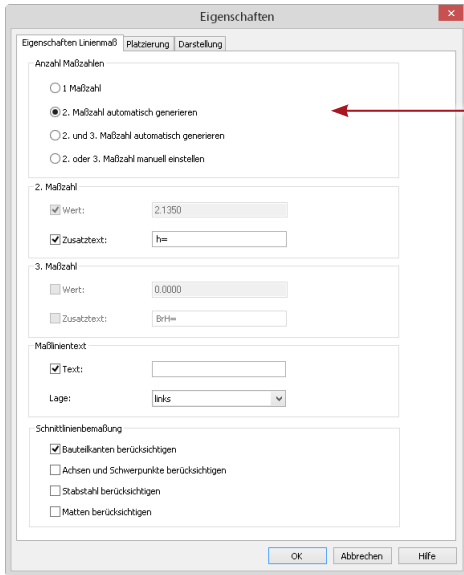 Eigenschaften
Eigenschaften Linienmaß Platzierung Darstellung
Anzahl Maßzahlen
1 Maßzahl
2. Maßzahl automatisch generieren
2. und 3. Maßzahl automatisch generieren
2. oder 3. Maßzahl manuell einstellen
2. Maßzahl
Wert: 2.1350
Zusatztext: h=
3. Maßzahl
Wert: 0.0000
Zusatztext: BrH=
Maßlinientext
Text:
Lage: links
Schnittlinienbemaßung
Bauteilkanten berücksichtigen
Achsen und Schwerpunkte berücksichtigen
Stabstahl berücksichtigen
Matten berücksichtigen
OK Abbrechen Hilfe